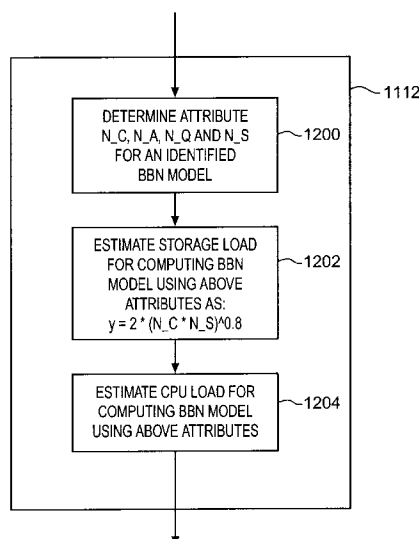 1112
DETERMINE ATTRIBUTE
N_C, N_A, N_Q AND N_S
FOR AN IDENTIFIED
BBN MODEL
1200
ESTIMATE STORAGE LOAD
FOR COMPUTING BBN
MODEL USING ABOVE
ATTRIBUTES AS:
y = 2 * (N_C * N_S)^0.8
1202
ESTIMATE CPU LOAD FOR
COMPUTING BBN MODEL
USING ABOVE ATTRIBUTES
1204